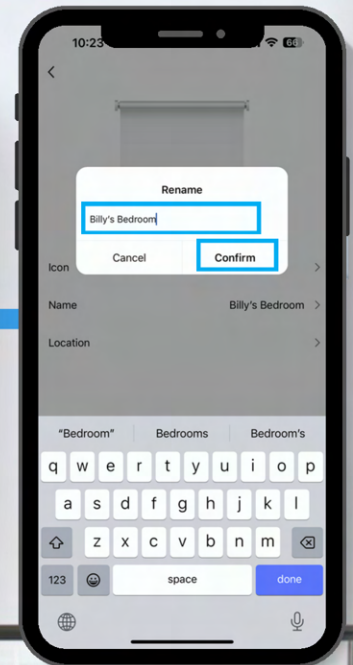 10:23
66
Rename
Billy's Bedroom
Cancel Confirm
Icon
Name Billy's Bedroom
Location
“Bedroom” Bedrooms Bedroom's
q w e r t y u i o p
a s d f g h j k l
z x c v b n m
123 space done